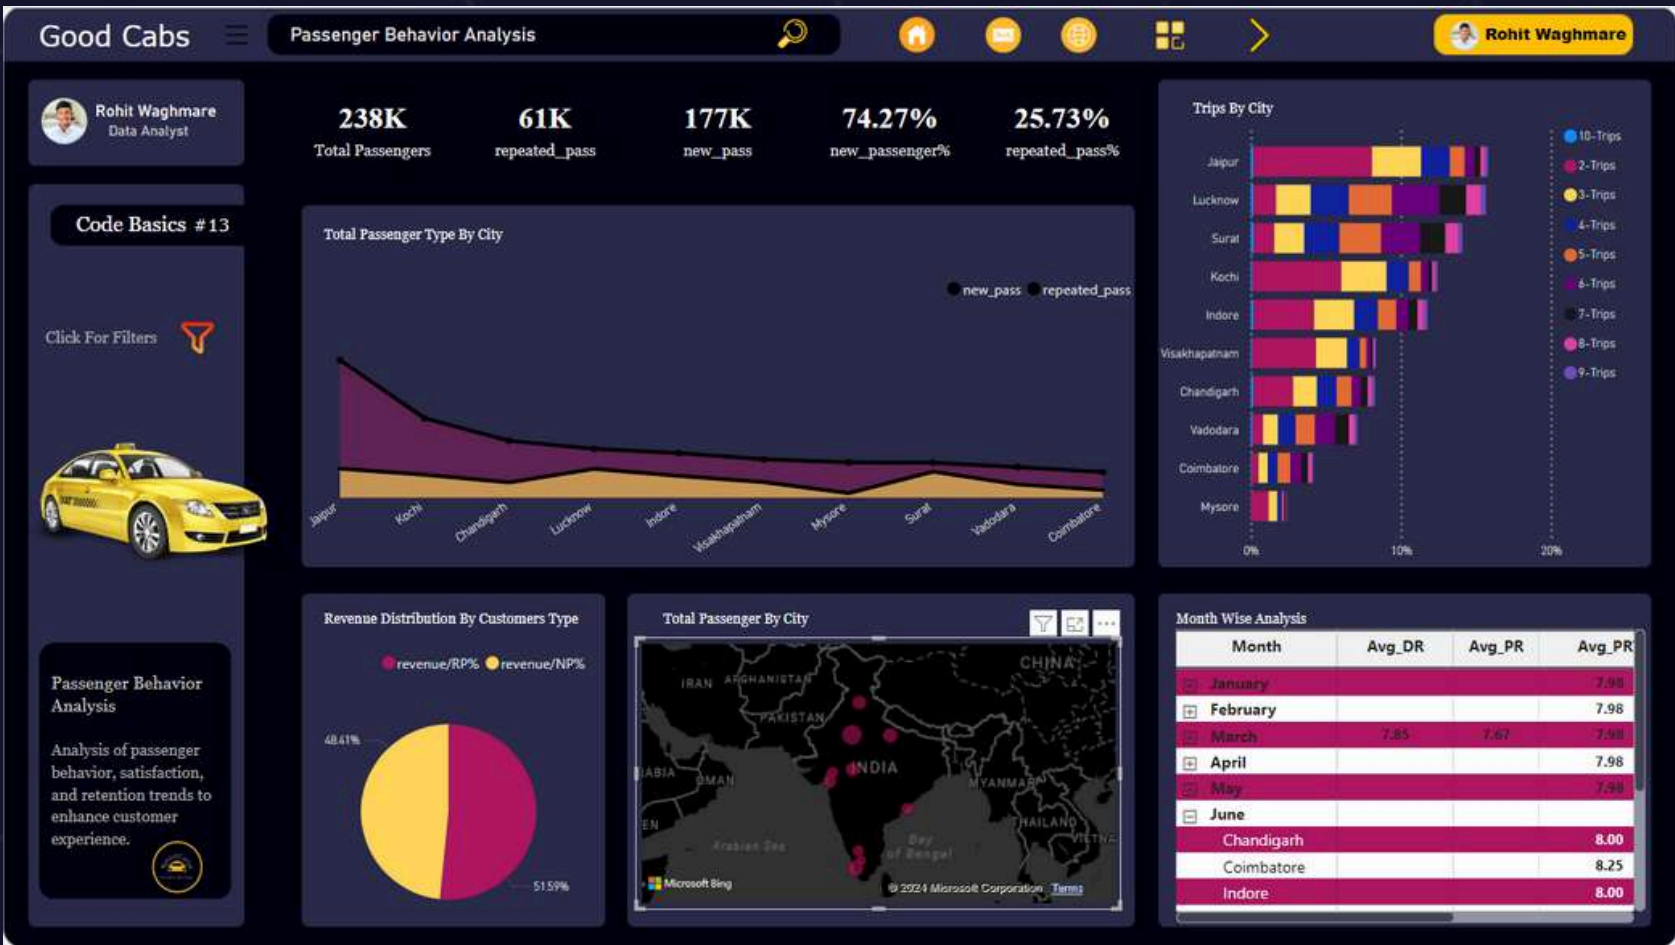 Good Cabs
Passenger Behavior Analysis
Rohit Waghmare
Rohit Waghmare
Data Analyst
238K
Total Passengers
61K
repeated_pass
177K
new_pass
74.27%
new_passenger%
25.73%
repeated_pass%
Code Basics #13
Click For Filters
Passenger Behavior
Analysis
Analysis of passenger
behavior, satisfaction,
and retention trends to
enhance customer
experience.
Total Passenger Type By City
new_pass repeated_pass
Jaipur
Kochi
Chandigarh
Lucknow
Indore
Visakhapatnam
Mysore
Surat
Vadodara
Coimbatore
Trips By City
Jaipur
Lucknow
Surat
Kochi
Indore
Visakhapatnam
Chandigarh
Vadodara
Coimbatore
Mysore
0% 10% 20%
10-Trips
2-Trips
3-Trips
4-Trips
5-Trips
6-Trips
7-Trips
8-Trips
9-Trips
Revenue Distribution By Customers Type
revenue/RP% revenue/NP%
48.41%
51.59%
Total Passenger By City
CHINA
IRAN AFGHANISTAN
PAKISTAN
INDIA
ABIA
OMAN
MYANMAR
EN
THAILAND
VIETNA
Arabian Sea
Bay
of Bengal
Microsoft Bing
© 2024 Microsoft Corporation Terms
Month Wise Analysis
Month Avg_DR Avg_PR Avg_PR
January 7.98
February 7.98
March 7.85 7.67 7.98
April 7.98
May 7.98
June
Chandigarh 8.00
Coimbatore 8.25
Indore 8.00